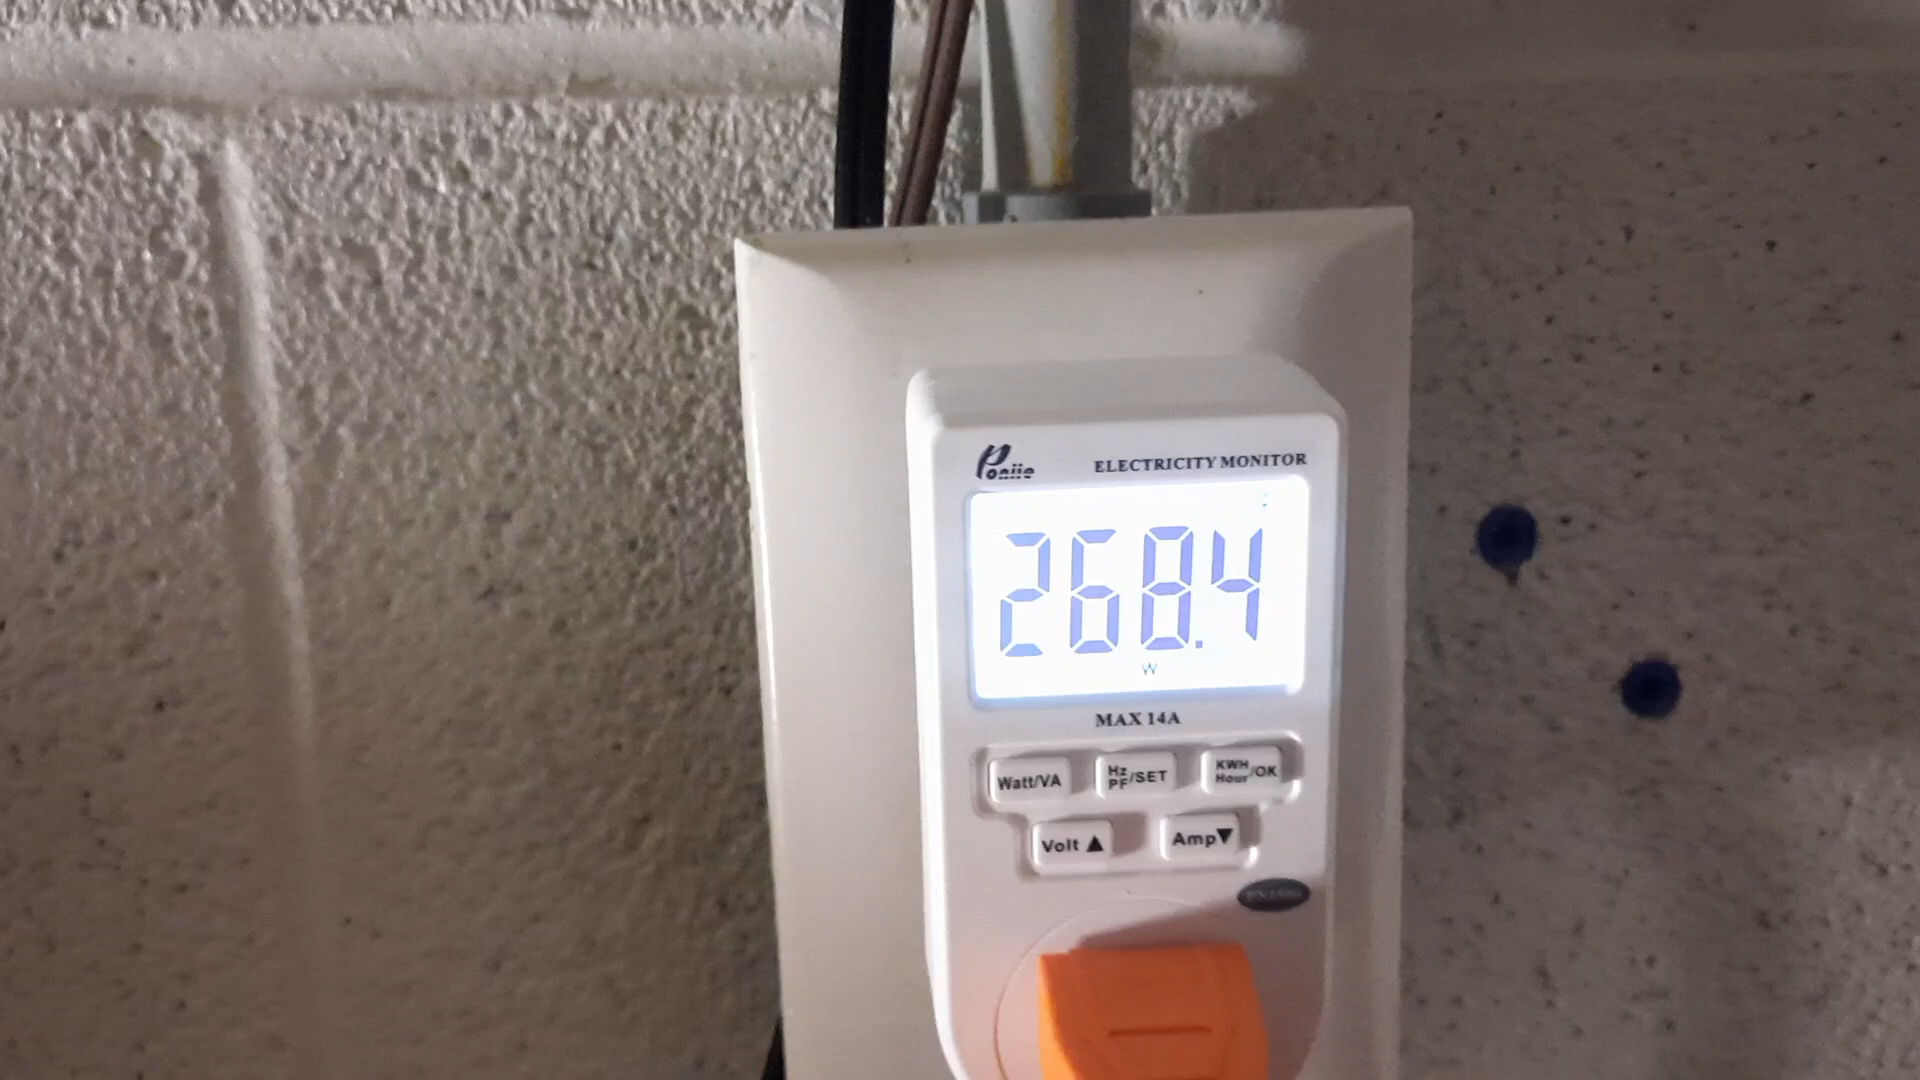 Poniie ELECTRICITY MONITOR
268.4
W
MAX 14A
Watt/VA Hz PF/SET KWH Hour/OK
Volt ▲ Amp▼